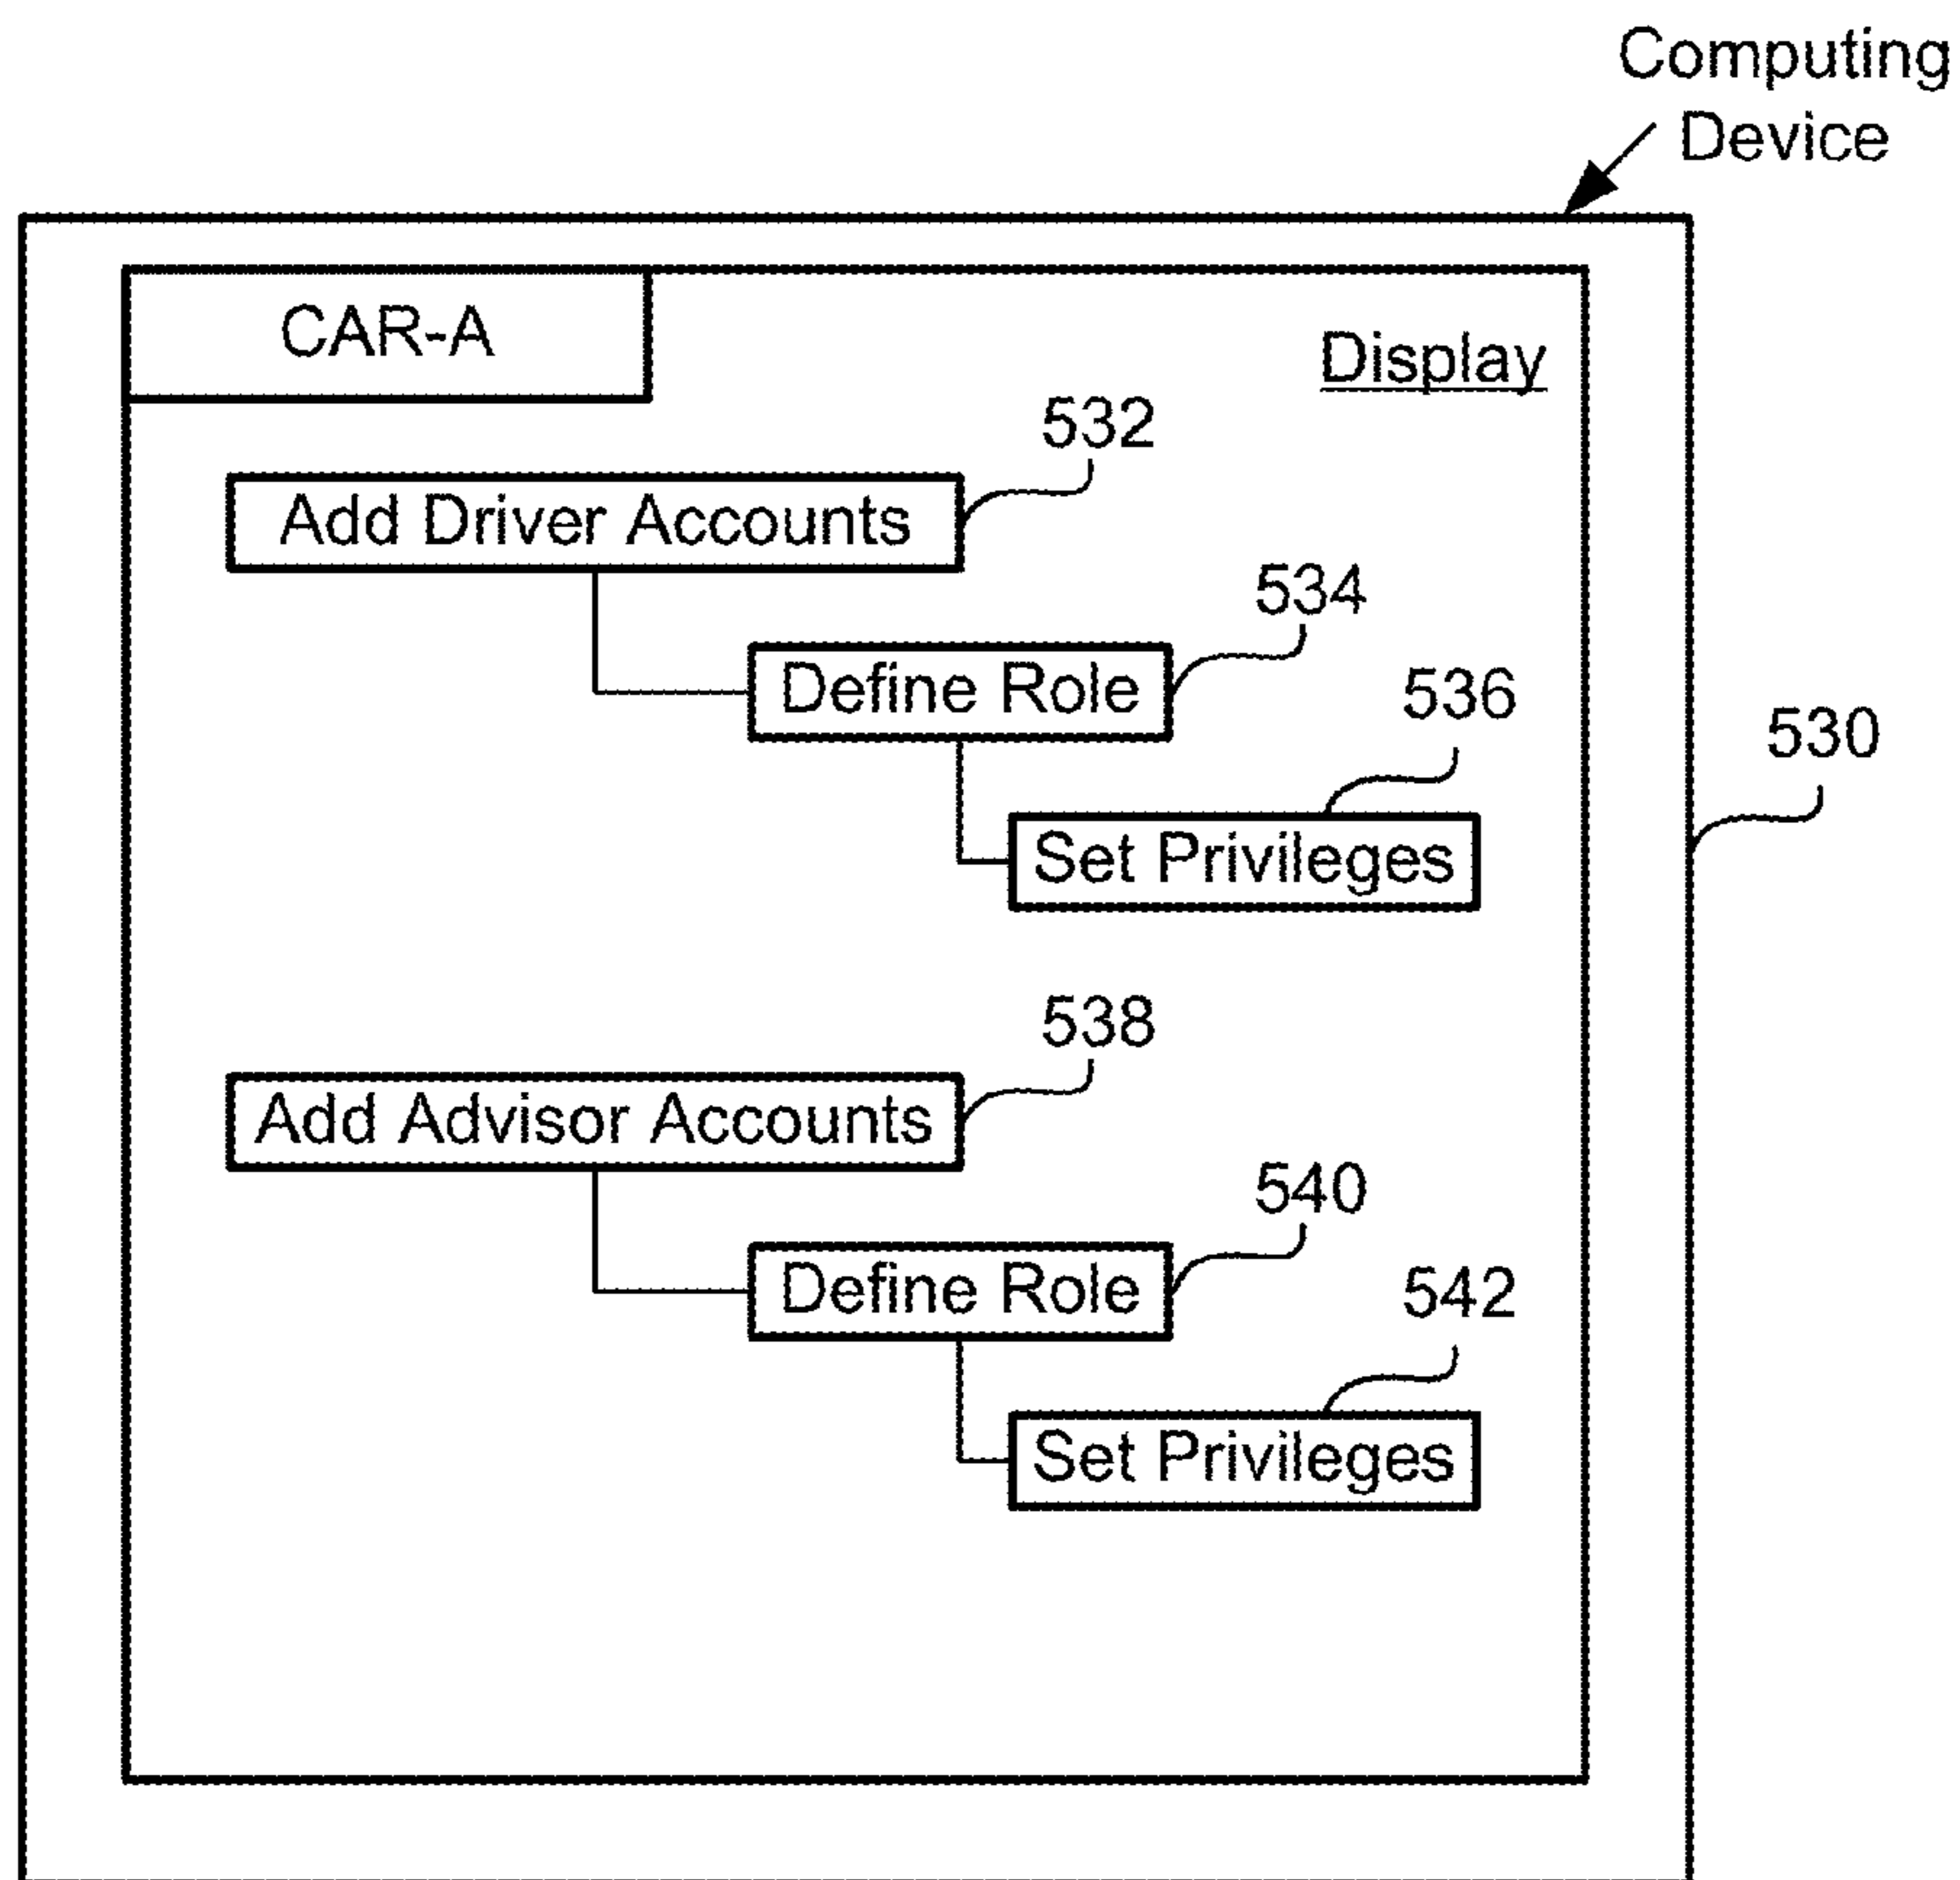 Computing
Device
CAR-A
Display
532
Add Driver Accounts
534
Define Role
536
530
Set Privileges
538
Add Advisor Accounts
540
Define Role
542
Set Privileges